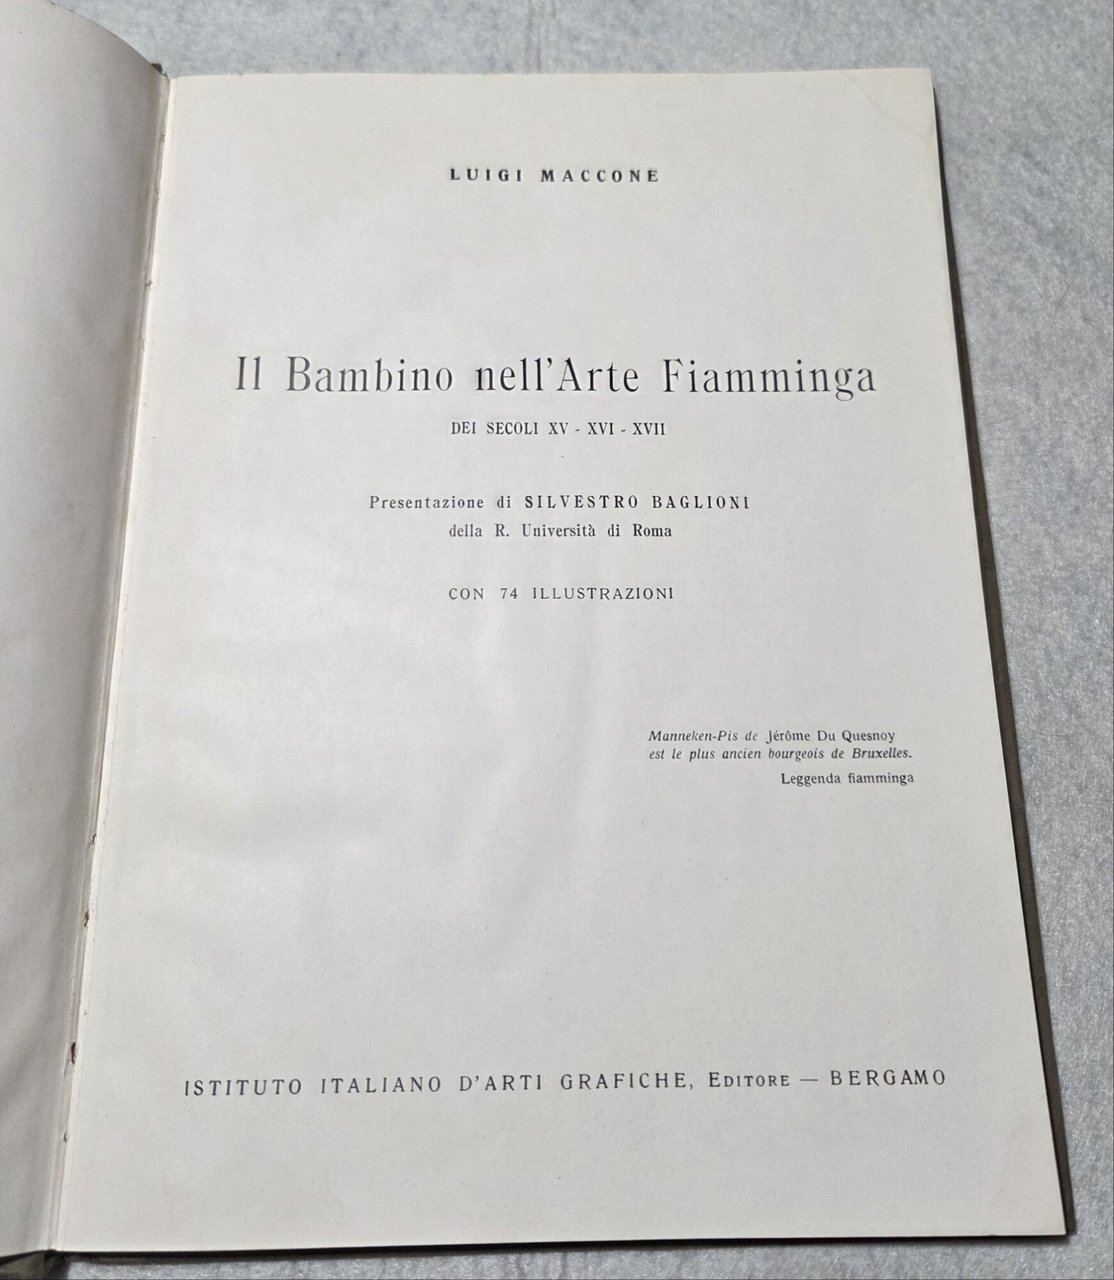 LUIGI MACCONE
Il Bambino nell'Arte Fiamminga
DEI SECOLI XV - XVI - XVII
Presentazione di SILVESTRO BAGLIONI
della R. Università di Roma
CON 74 ILLUSTRAZIONI
Manneken-Pis de Jérôme Du Quesnoy
est le plus ancien bourgeois de Bruxelles.
Leggenda fiamminga
ISTITUTO ITALIANO D'ARTI GRAFICHE, EDITORE — BERGAMO